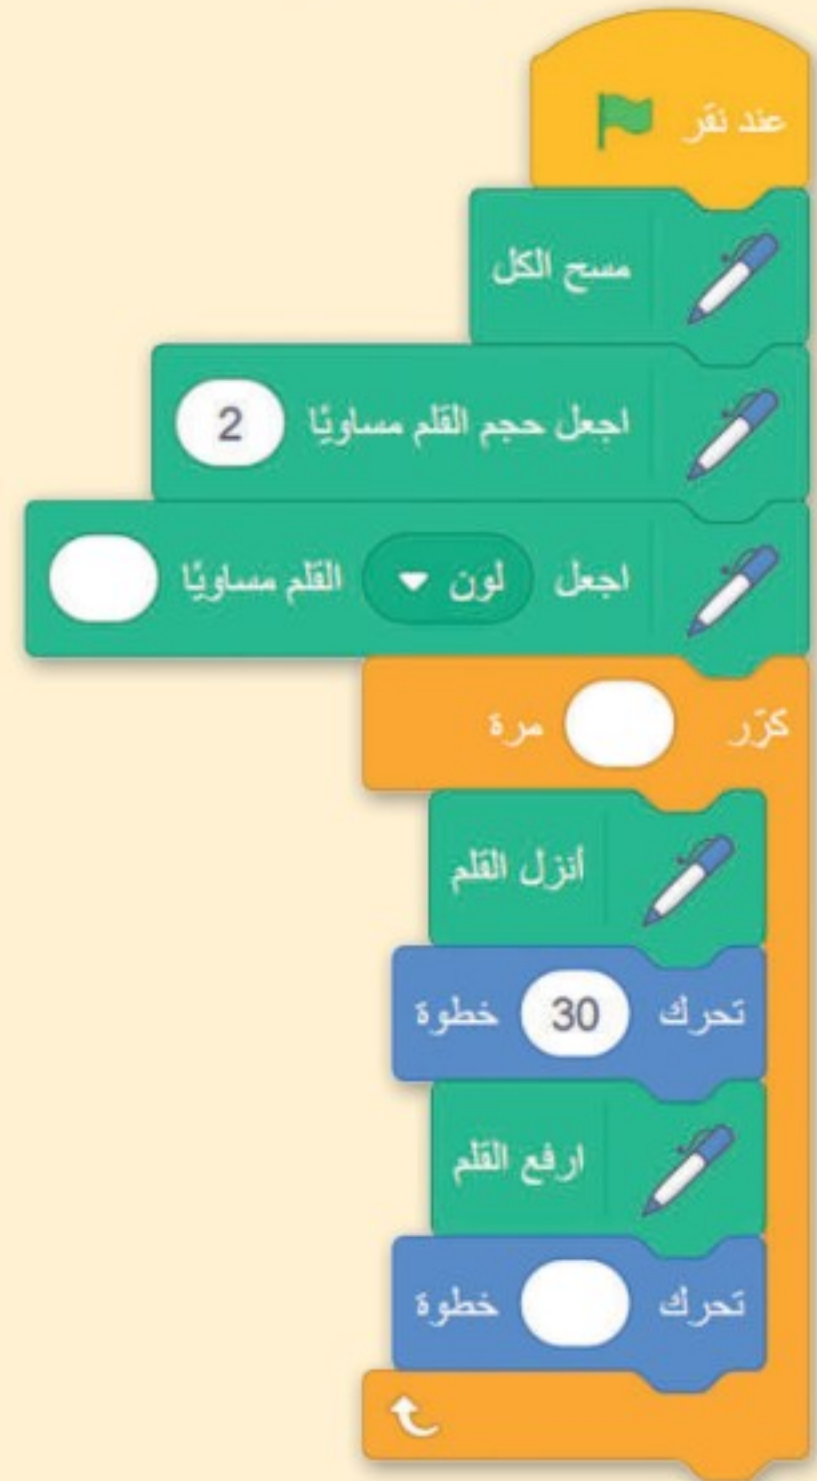 عند نقر
مسح الكل
اجعل حجم القلم مساويًا 2
اجعل لون القلم مساويًا
كرّر مرة
أنزل القلم
تحرك 30 خطوة
ارفع القلم
تحرك خطوة